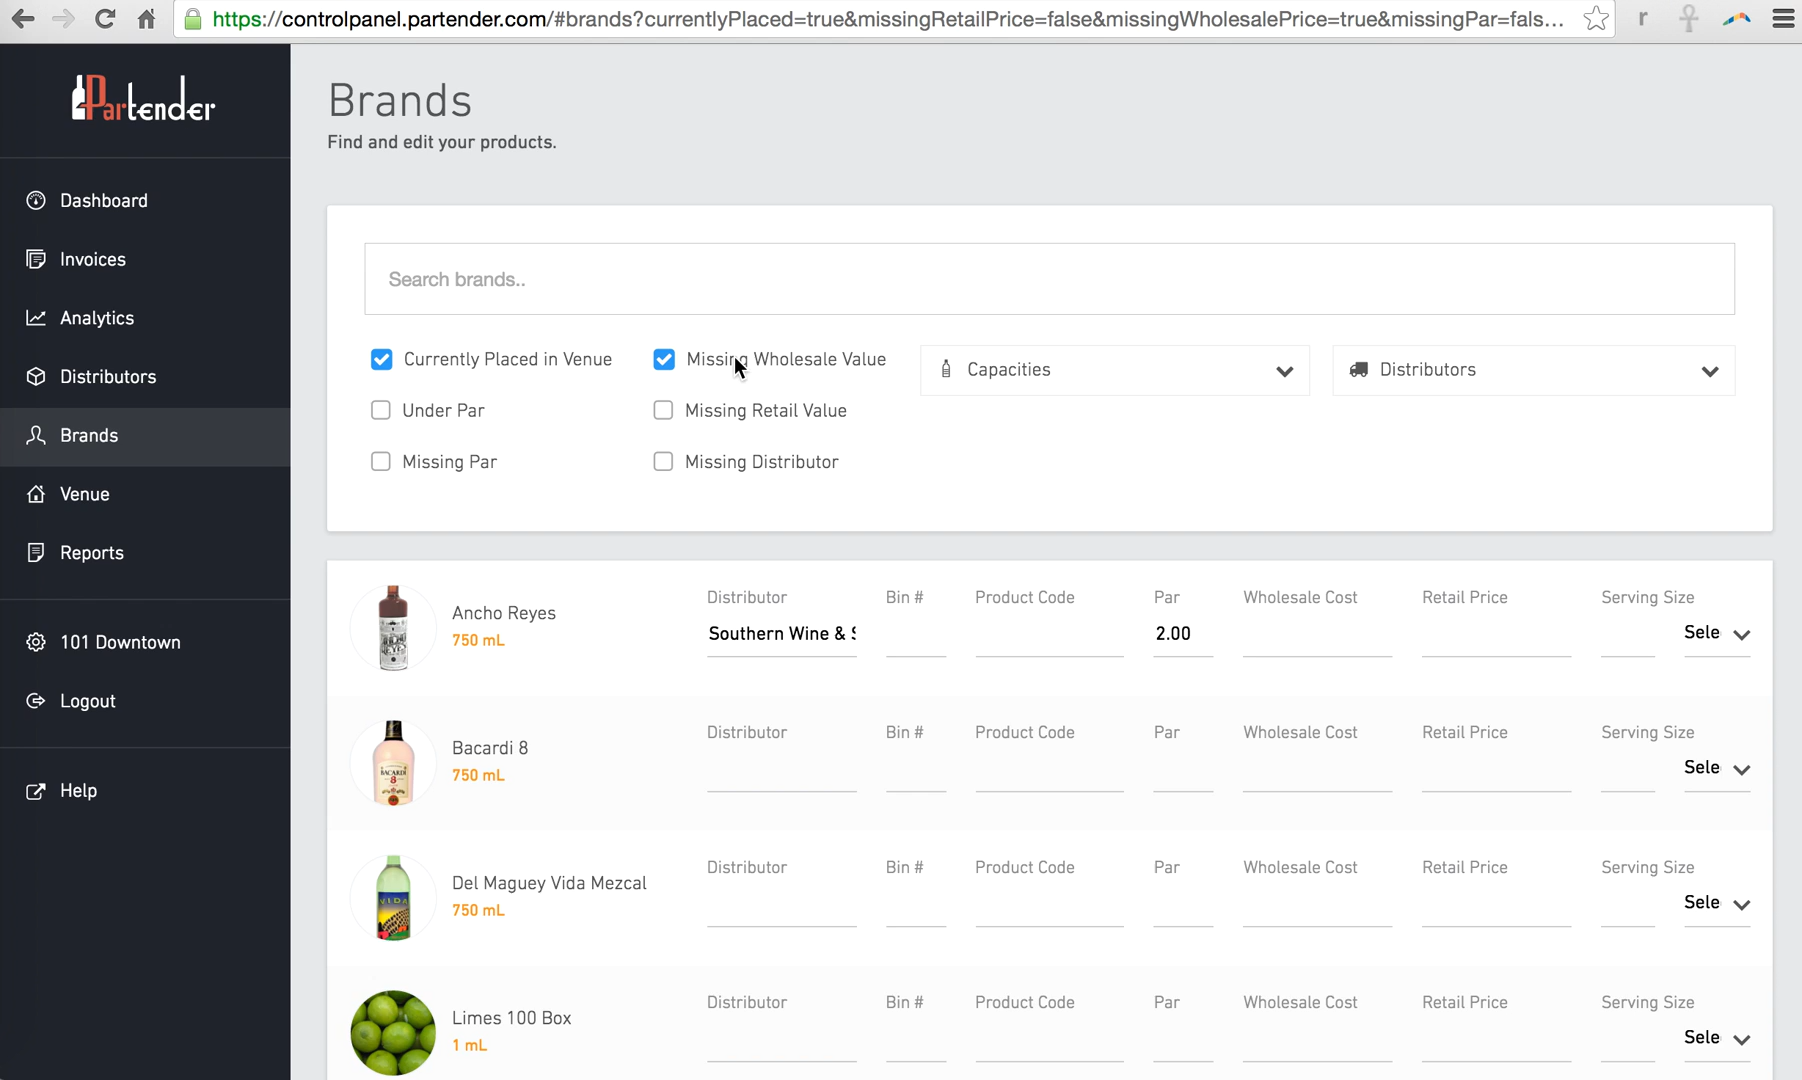 https://controlpanel.partender.com/#brands?currentlyPlaced=true&missingRetailPrice=false&missingWholesalePrice=true&missingPar=fals...
r
Partender
Dashboard
Invoices
Analytics
Distributors
Brands
Venue
Reports
101 Downtown
Logout
Help
Brands
Find and edit your products.
Search brands..
Currently Placed in Venue
Missing Wholesale Value
Capacities
Distributors
Under Par
Missing Retail Value
Missing Par
Missing Distributor
Ancho Reyes
750 mL
Distributor Bin # Product Code Par Wholesale Cost Retail Price Serving Size
Southern Wine & S 2.00 Sele
Bacardi 8
750 mL
Distributor Bin # Product Code Par Wholesale Cost Retail Price Serving Size
Sele
BACARDI
8
Del Maguey Vida Mezcal
750 mL
Distributor Bin # Product Code Par Wholesale Cost Retail Price Serving Size
Sele
VIDA
Limes 100 Box
1 mL
Distributor Bin # Product Code Par Wholesale Cost Retail Price Serving Size
Sele